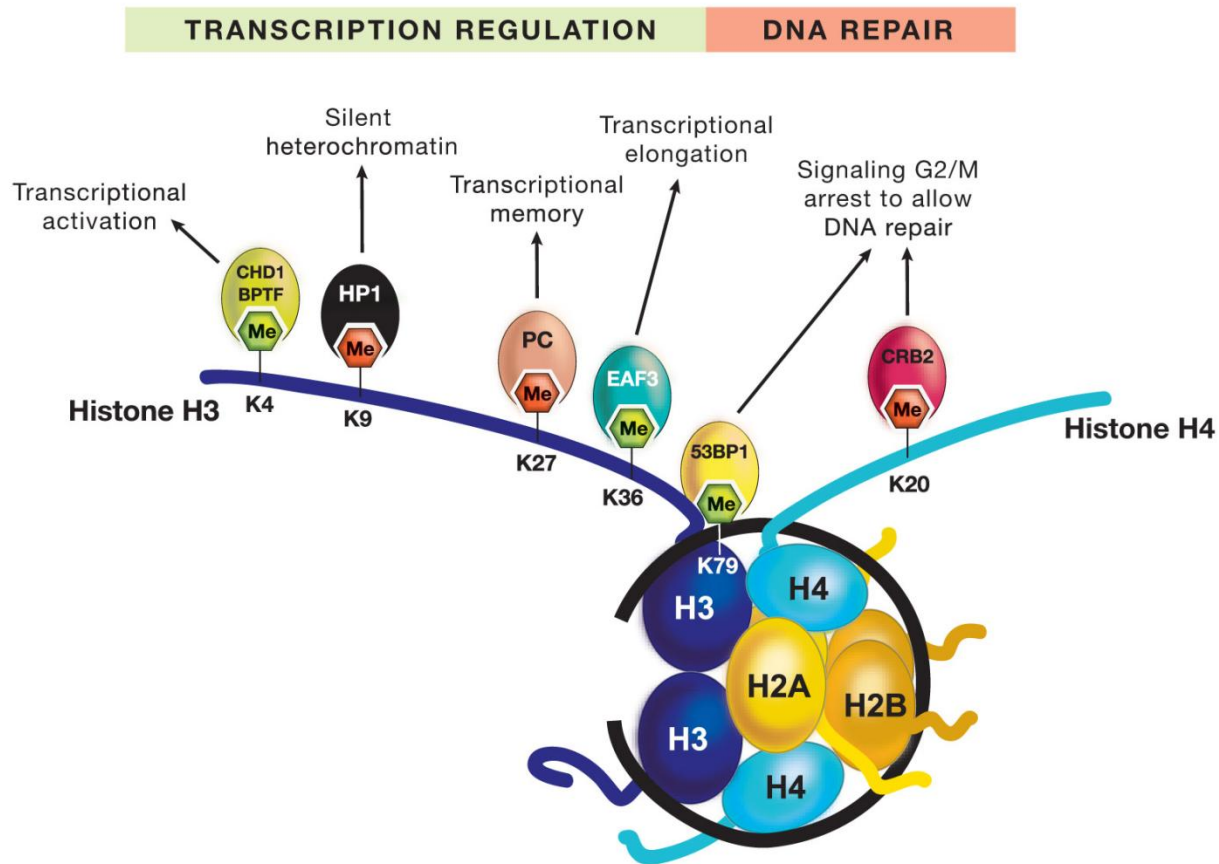 TRANSCRIPTION REGULATION
DNA REPAIR
Transcriptional
activation
Silent
heterochromatin
Transcriptional
memory
Transcriptional
elongation
Signaling G2/M
arrest to allow
DNA repair
CHD1
BPTF
Me
HP1
Me
PC
Me
EAF3
Me
53BP1
Me
CRB2
Me
Histone H3
K4
K9
K27
K36
K79
K20
Histone H4
H3
H4
H2A
H2B
H3
H4